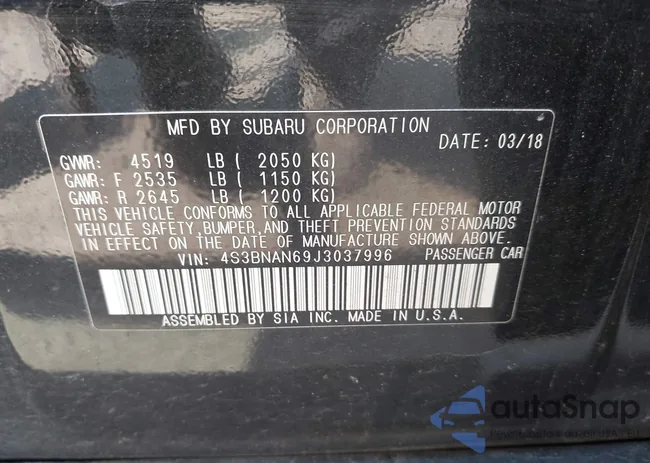 MFD BY SUBARU CORPORATION
DATE: 03/18
GVWR: 4519 LB ( 2050 KG)
GAWR: F 2535 LB ( 1150 KG)
GAWR: R 2645 LB ( 1200 KG)
THIS VEHICLE CONFORMS TO ALL APPLICABLE FEDERAL MOTOR
VEHICLE SAFETY, BUMPER, AND THEFT PREVENTION STANDARDS
IN EFFECT ON THE DATE OF MANUFACTURE SHOWN ABOVE.
VIN: 4S3BNAN69J3037996 PASSENGER CAR
ASSEMBLED BY SIA INC. MADE IN U.S.A.
autoSnap